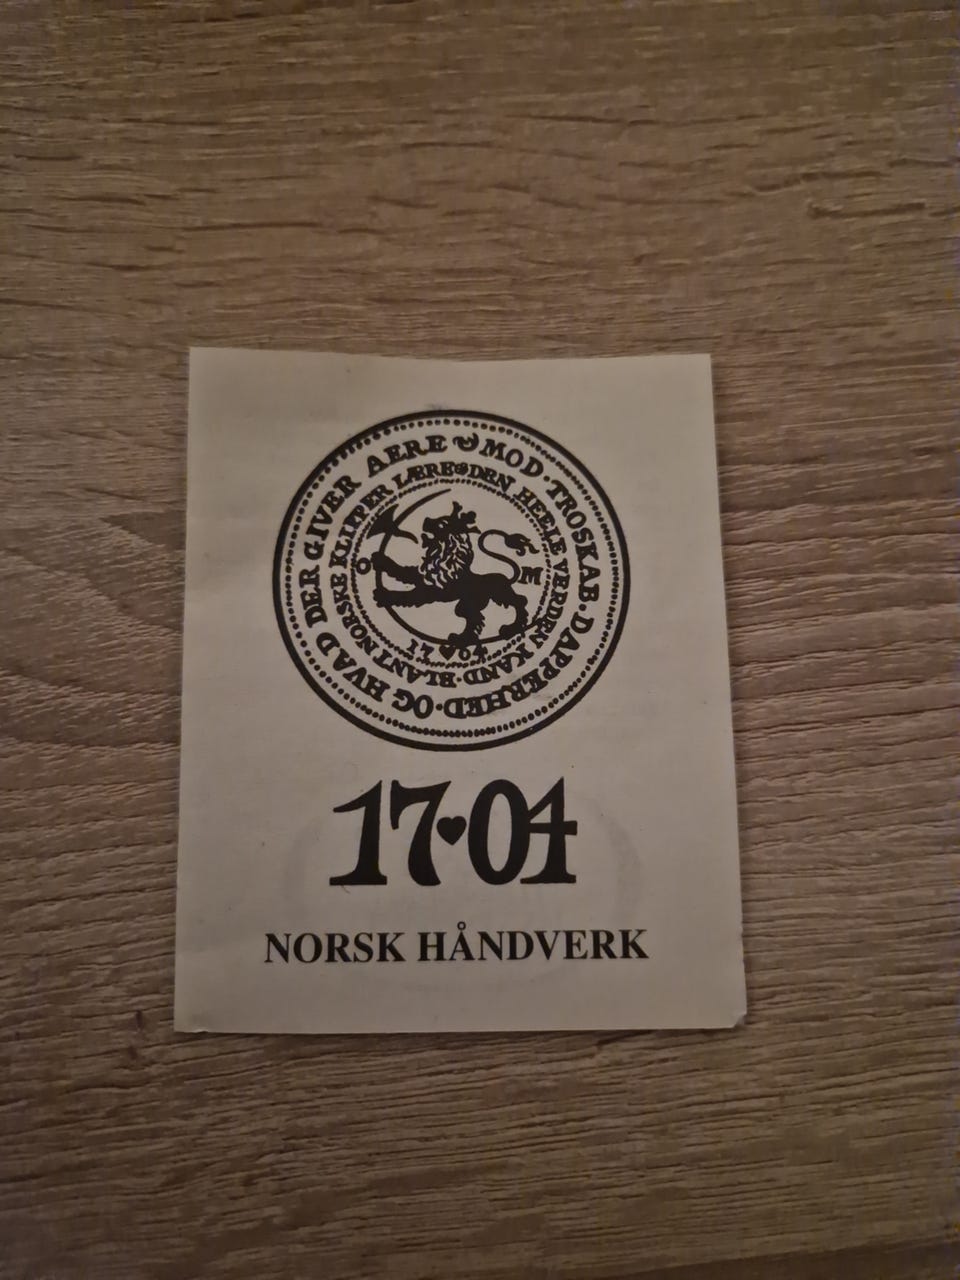 MOD · TROSKAB · DAPPERHED · OG HVAD DER GIVER AERE
DEN HEELE VERDEN KAND · BLANT NORSKE KLIPPER LÆRE
O M
17 ♥ 04
17♥04
NORSK HÅNDVERK